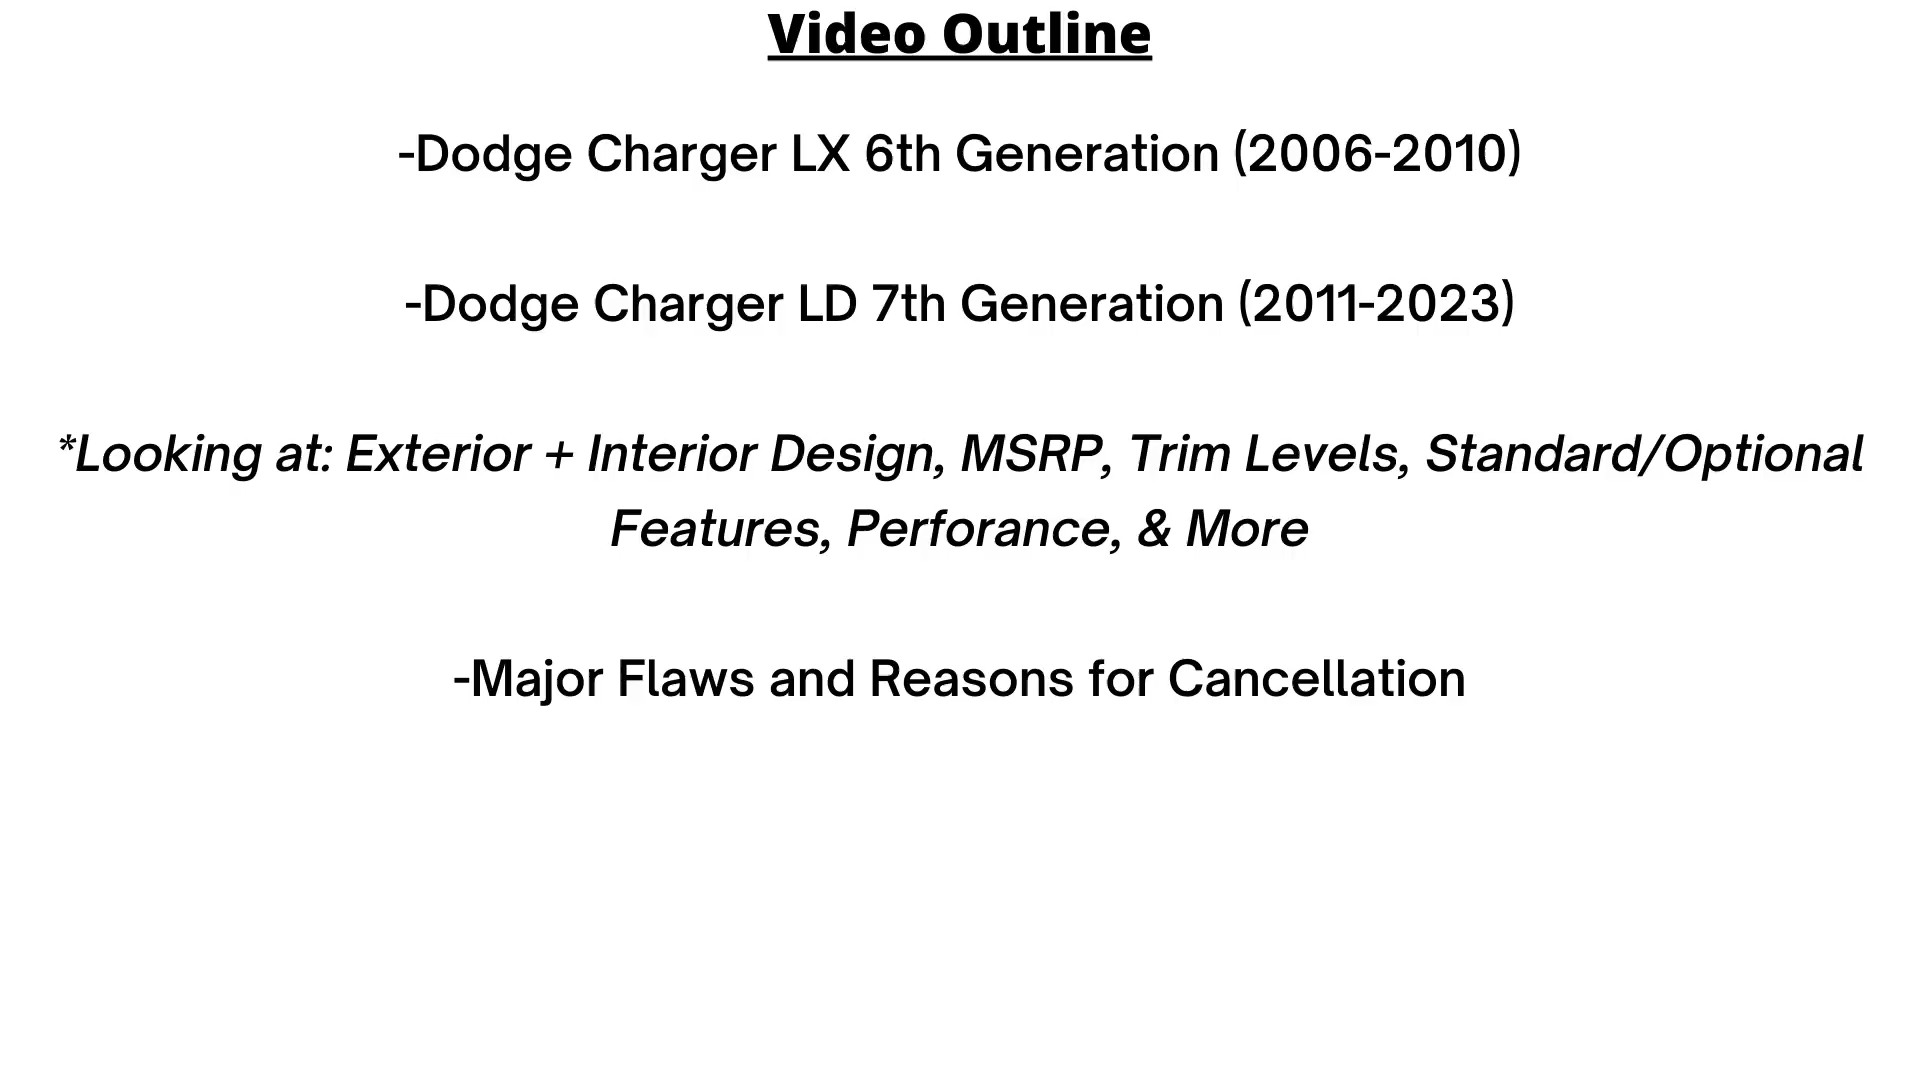 Video Outline
-Dodge Charger LX 6th Generation (2006-2010)
-Dodge Charger LD 7th Generation (2011-2023)
*Looking at: Exterior + Interior Design, MSRP, Trim Levels, Standard/Optional
Features, Perforance, & More
-Major Flaws and Reasons for Cancellation